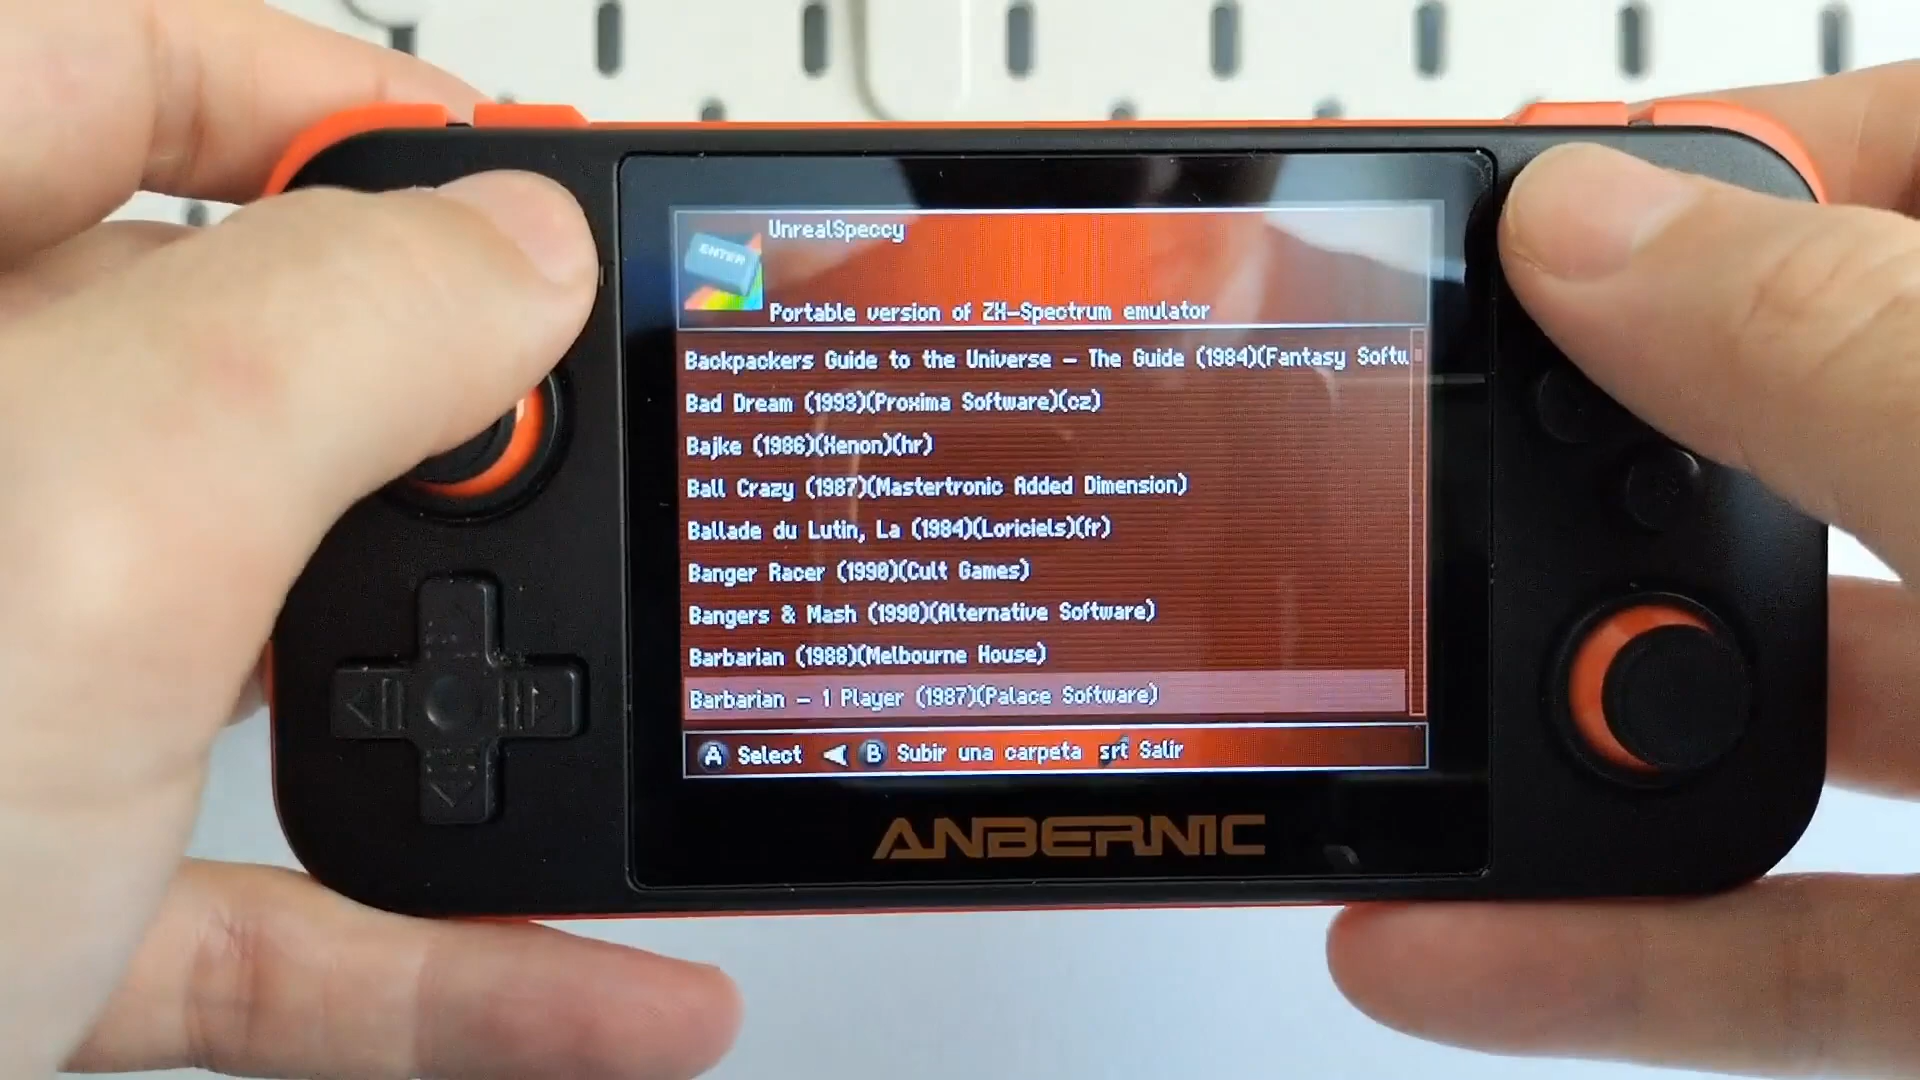 UnrealSpeccy
ENTER
Portable version of ZX-Spectrum emulator
Backpackers Guide to the Universe - The Guide (1984)(Fantasy Softw
Bad Dream (1993)(Proxima Software)(cz)
Bajke (1986)(Xenon)(hr)
Ball Crazy (1987)(Mastertronic Added Dimension)
Ballade du Lutin, La (1984)(Loriciels)(fr)
Banger Racer (1990)(Cult Games)
Bangers & Mash (1990)(Alternative Software)
Barbarian (1988)(Melbourne House)
Barbarian - 1 Player (1987)(Palace Software)
A Select B Subir una carpeta srt Salir
ANBERNIC